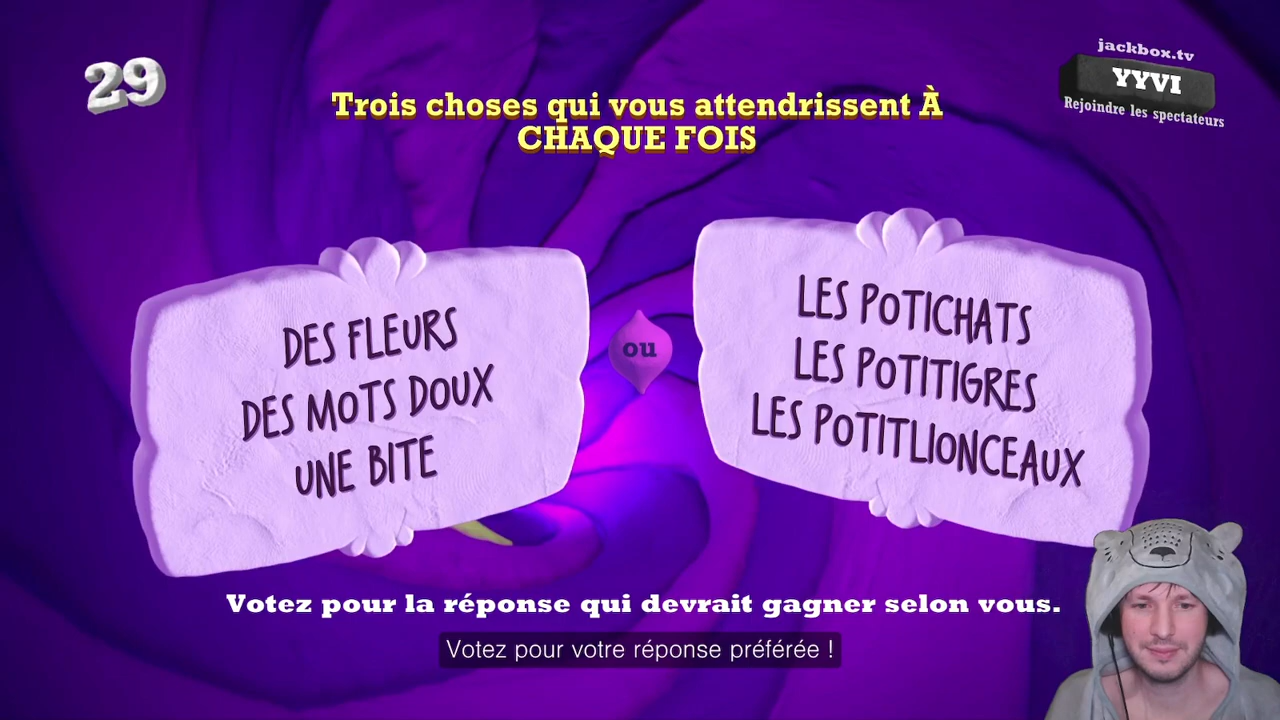 29
jackbox.tv
YYVI
Rejoindre les spectateurs
Trois choses qui vous attendrissent À
CHAQUE FOIS
DES FLEURS
DES MOTS DOUX
UNE BITE
ou
LES POTICHATS
LES POTITIGRES
LES POTITLIONCEAUX
Votez pour la réponse qui devrait gagner selon vous.
Votez pour votre réponse préférée !